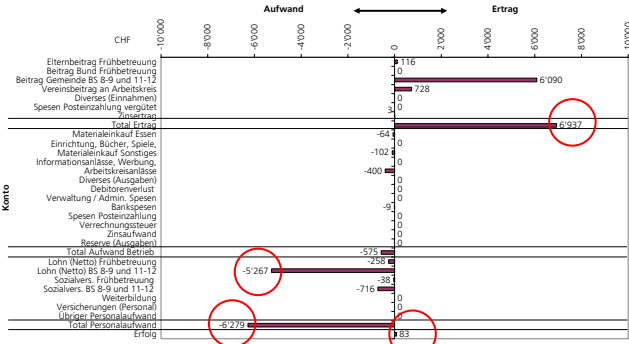 Aufwand Ertrag
CHF
-10'000 -8'000 -6'000 -4'000 -2'000 0 2'000 4'000 6'000 8'000 10'000
Konto
Elternbeitrag Frühbetreuung 116
Beitrag Bund Frühbetreuung 0
Beitrag Gemeinde BS 8-9 und 11-12 6'090
Vereinsbeitrag an Arbeitskreis 728
Diverses (Einnahmen) 0
Spesen Posteinzahlung vergütet 0
Zinsertrag 3
Total Ertrag 6'937
Materialeinkauf Essen -64
Einrichtung, Bücher, Spiele, 0
Materialeinkauf Sonstiges -102
Informationsanlässe, Werbung, 0
Arbeitskreisanlässe -400
Diverses (Ausgaben) 0
Debitorenverlust 0
Verwaltung / Admin. Spesen 0
Bankspesen -9
Spesen Posteinzahlung 0
Verrechnungssteuer 0
Zinsaufwand 0
Reserve (Ausgaben) 0
Total Aufwand Betrieb -575
Lohn (Netto) Frühbetreuung -258
Lohn (Netto) BS 8-9 und 11-12 -5'267
Sozialvers. Frühbetreuung -38
Sozialvers. BS 8-9 und 11-12 -716
Weiterbildung 0
Versicherungen (Personal) 0
Übriger Personalaufwand 0
Total Personalaufwand -6'279
Erfolg 83